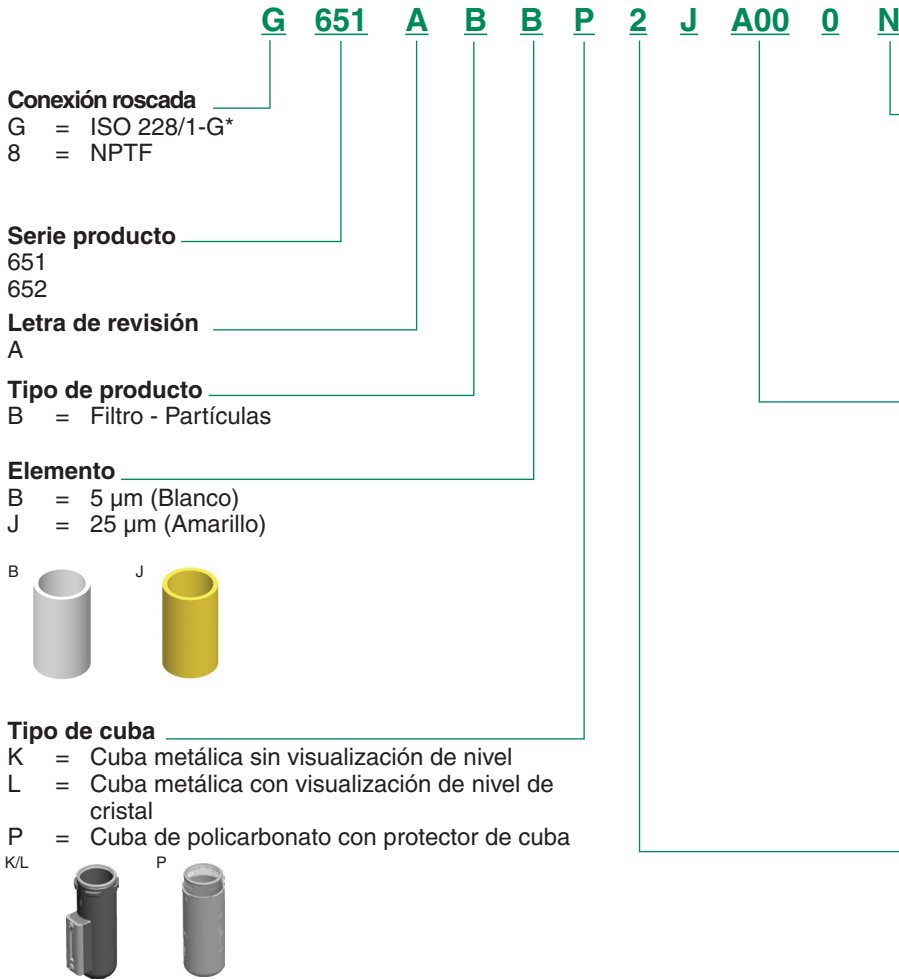 G 651 A B B P 2 J A00 0 N
Conexión roscada
G = ISO 228/1-G*
8 = NPTF
Serie producto
651
652
Letra de revisión
A
Tipo de producto
B = Filtro - Partículas
Elemento
B = 5 µm (Blanco)
J = 25 µm (Amarillo)
B J
Tipo de cuba
K = Cuba metálica sin visualización de nivel
L = Cuba metálica con visualización de nivel de
cristal
P = Cuba de policarbonato con protector de cuba
K/L P